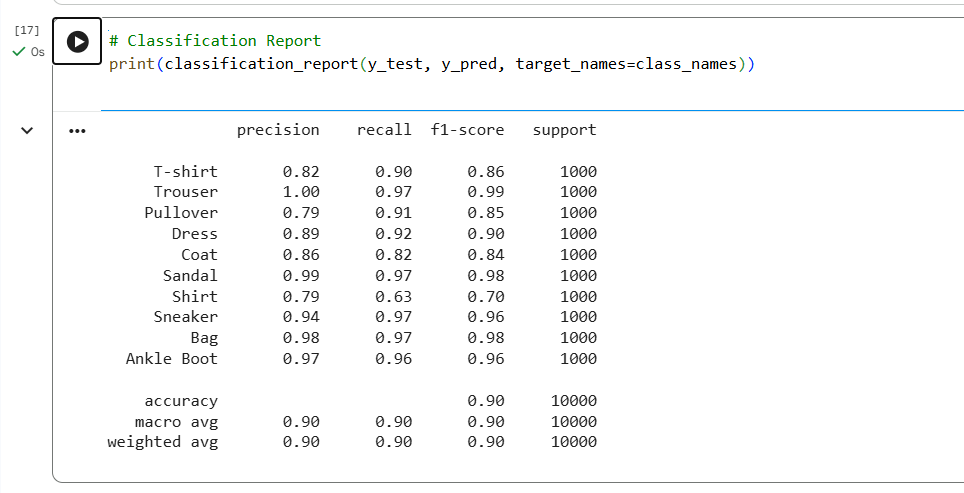 [17]
0s
# Classification Report
print(classification_report(y_test, y_pred, target_names=class_names))
precision recall f1-score support
T-shirt 0.82 0.90 0.86 1000
Trouser 1.00 0.97 0.99 1000
Pullover 0.79 0.91 0.85 1000
Dress 0.89 0.92 0.90 1000
Coat 0.86 0.82 0.84 1000
Sandal 0.99 0.97 0.98 1000
Shirt 0.79 0.63 0.70 1000
Sneaker 0.94 0.97 0.96 1000
Bag 0.98 0.97 0.98 1000
Ankle Boot 0.97 0.96 0.96 1000
accuracy 0.90 10000
macro avg 0.90 0.90 0.90 10000
weighted avg 0.90 0.90 0.90 10000